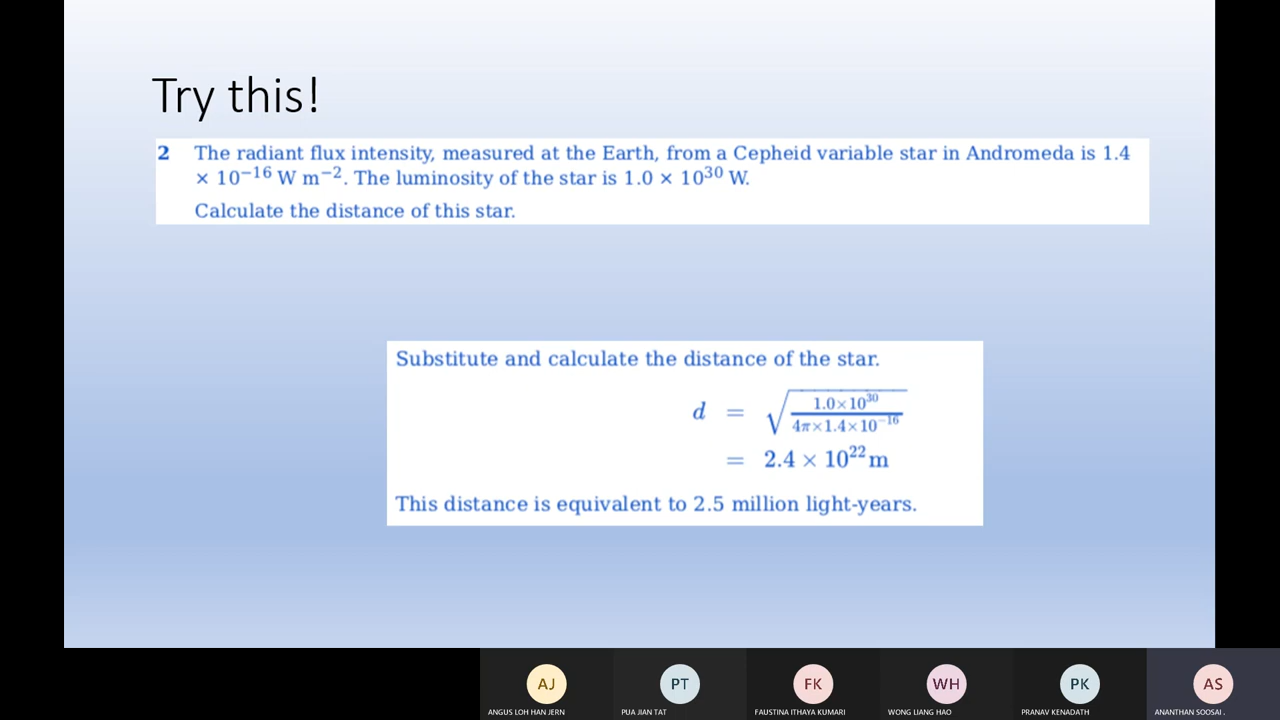 Try this!
2 The radiant flux intensity, measured at the Earth, from a Cepheid variable star in Andromeda is 1.4
× 10⁻¹⁶ W m⁻². The luminosity of the star is 1.0 × 10³⁰ W.
Calculate the distance of this star.
Substitute and calculate the distance of the star.
d = √(1.0×10³⁰ / 4π×1.4×10⁻¹⁶)
= 2.4 × 10²² m
This distance is equivalent to 2.5 million light-years.
AJ PT FK WH PK AS
ANGUS LOH HAN JERN PUA JIAN TAT FAUSTINA ITHAYA KUMARI WONG LIANG HAO PRANAV KENADATH ANANTHAN SOOSAI .